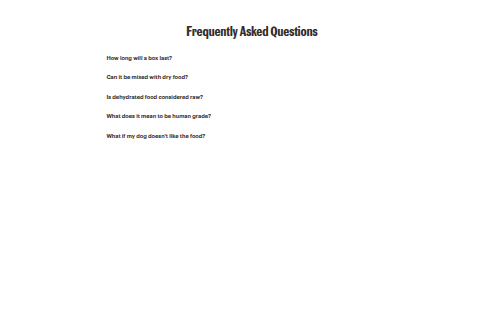 Frequently Asked Questions
How long will a box last?
Can it be mixed with dry food?
Is dehydrated food considered raw?
What does it mean to be human grade?
What if my dog doesn't like the food?